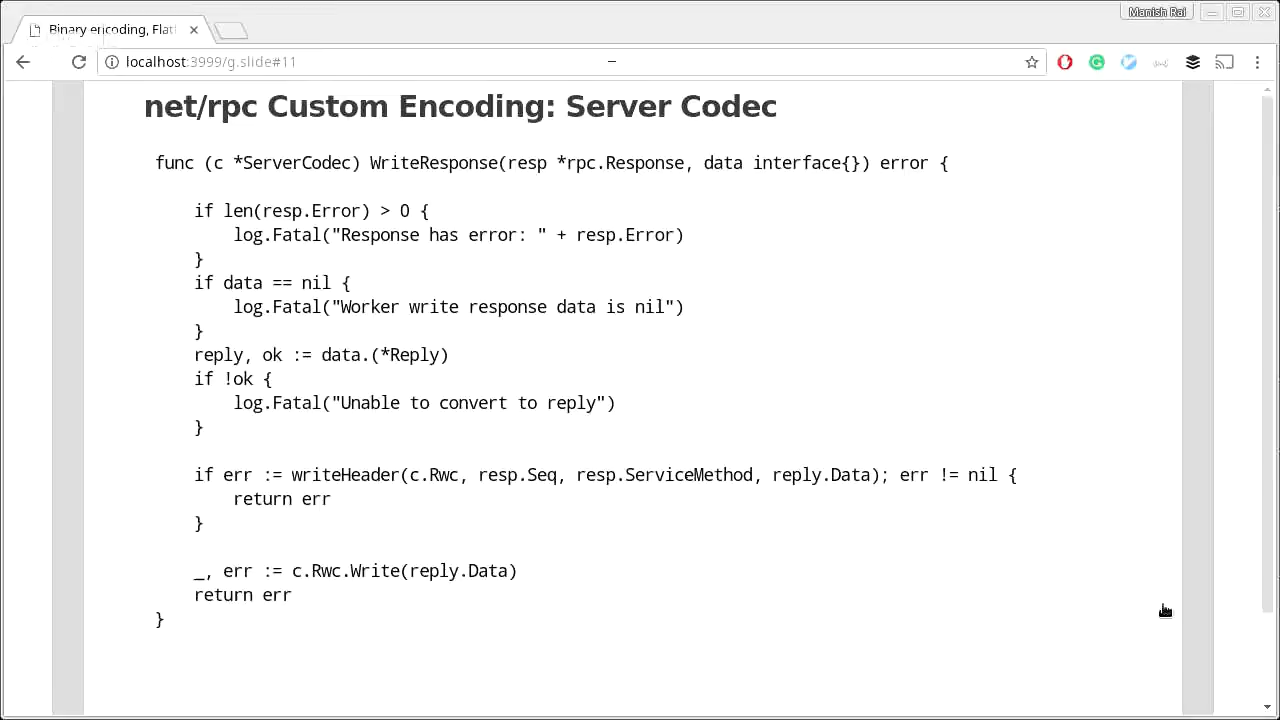 Manish Rai
Binary encoding, Flat
localhost:3999/g.slide#11
net/rpc Custom Encoding: Server Codec
func (c *ServerCodec) WriteResponse(resp *rpc.Response, data interface{}) error {
if len(resp.Error) > 0 {
log.Fatal("Response has error: " + resp.Error)
}
if data == nil {
log.Fatal("Worker write response data is nil")
}
reply, ok := data.(*Reply)
if !ok {
log.Fatal("Unable to convert to reply")
}
if err := writeHeader(c.Rwc, resp.Seq, resp.ServiceMethod, reply.Data); err != nil {
return err
}
_, err := c.Rwc.Write(reply.Data)
return err
}